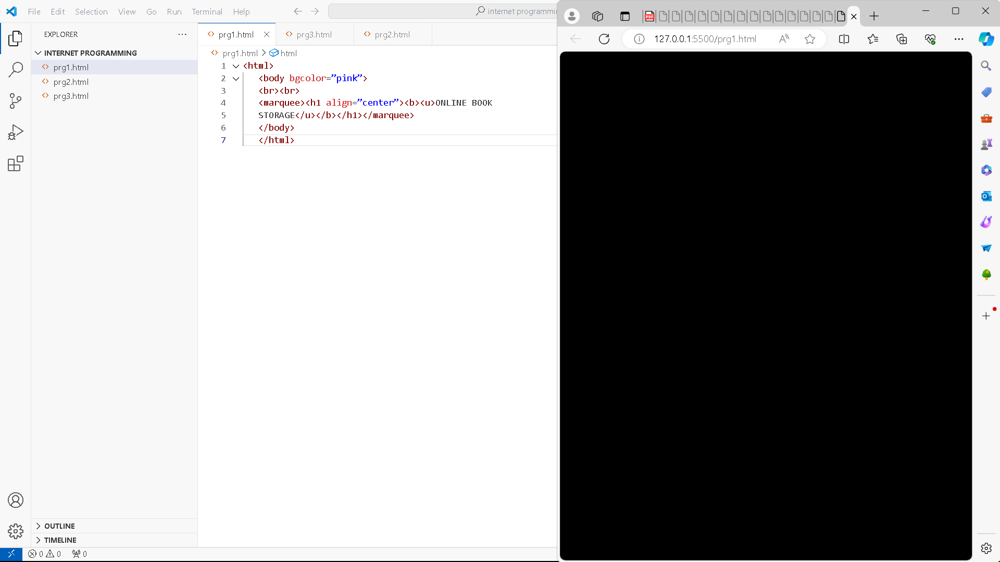 File Edit Selection View Go Run Terminal Help
internet programmi
EXPLORER
INTERNET PROGRAMMING
prg1.html
prg2.html
prg3.html
OUTLINE
TIMELINE
prg1.html
prg3.html
prg2.html
prg1.html html
1 <html>
2 <body bgcolor=”pink”>
3 <br><br>
4 <marquee><h1 align=”center”><b><u>ONLINE BOOK
5 STORAGE</u></b></h1></marquee>
6 </body>
7 </html>
0 0 0
PDF
127.0.0.1:5500/prg1.html